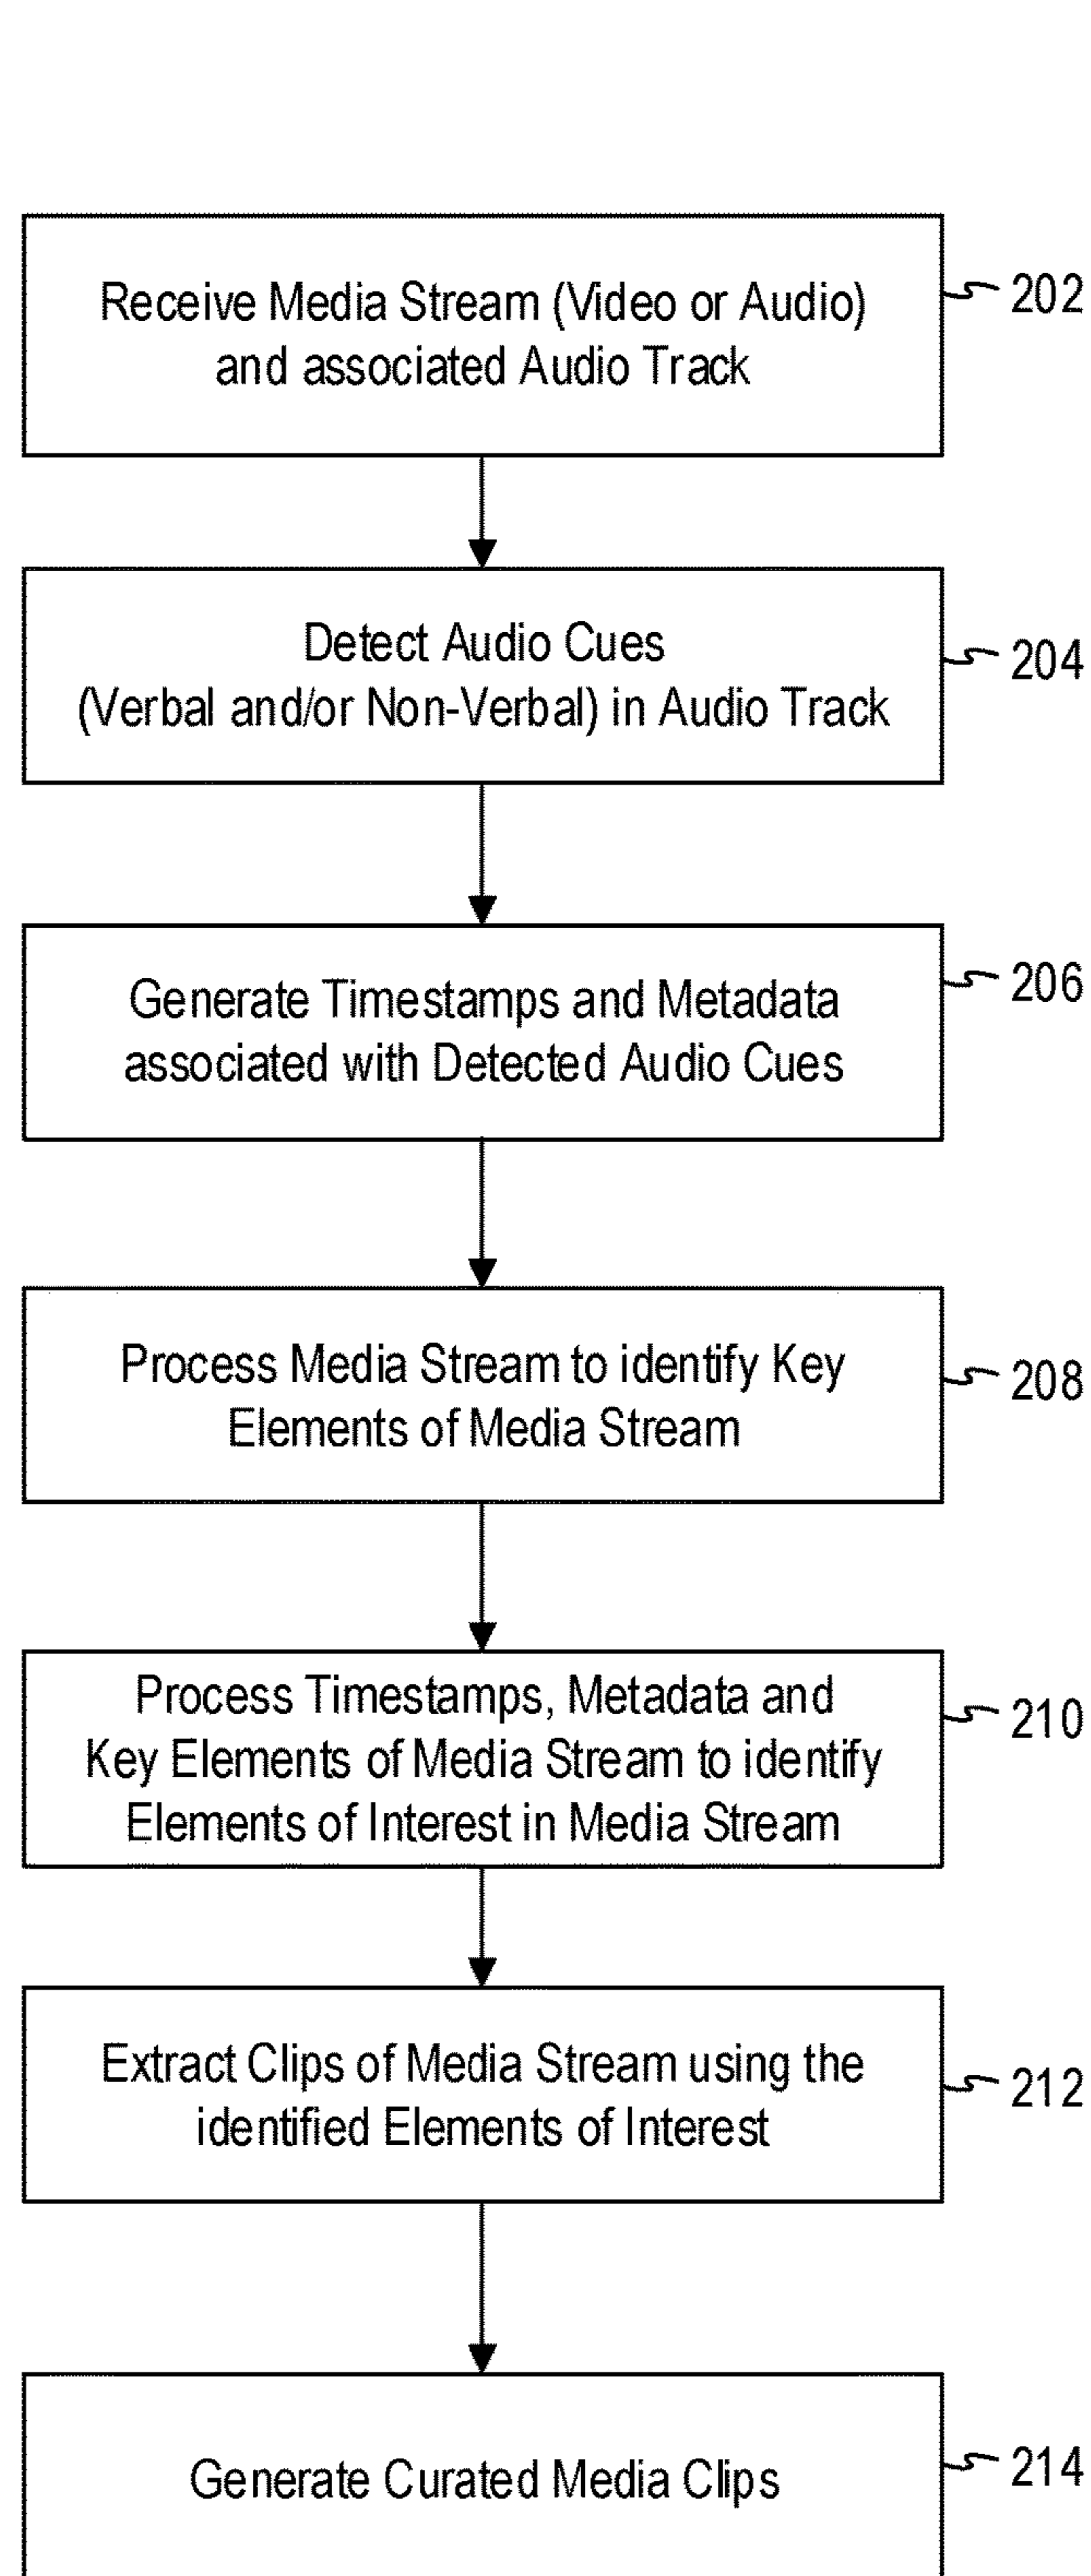 Receive Media Stream (Video or Audio)
and associated Audio Track
202
Detect Audio Cues
(Verbal and/or Non-Verbal) in Audio Track
204
Generate Timestamps and Metadata
associated with Detected Audio Cues
206
Process Media Stream to identify Key
Elements of Media Stream
208
Process Timestamps, Metadata and
Key Elements of Media Stream to identify
Elements of Interest in Media Stream
210
Extract Clips of Media Stream using the
identified Elements of Interest
212
Generate Curated Media Clips
214